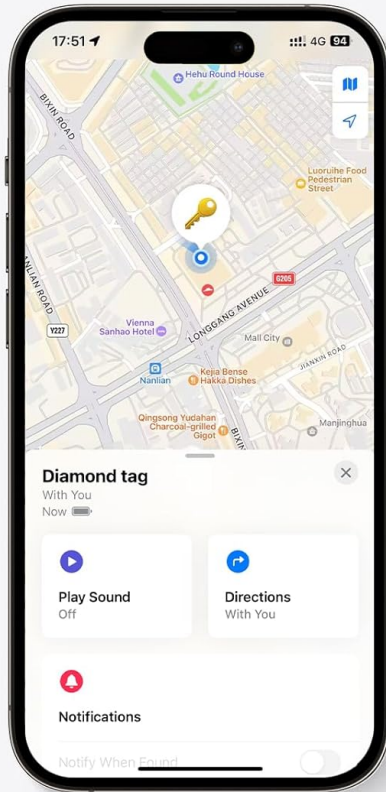 17:51
4G 94
Hehu Round House
BIXIN ROAD
Luoruihe Food
Pedestrian
Street
G205
NLIAN ROAD
Y227
Vienna
Sanhao Hotel
LONGGANG AVENUE
Mall City
JIANXIN ROAD
Nanlian
Kejia Bense
Hakka Dishes
Qingsong Yudahan
Charcoal-grilled
Gigot
BIXIN
Manjinghua
Diamond tag
With You
Now
Play Sound
Off
Directions
With You
Notifications
Notify When Found